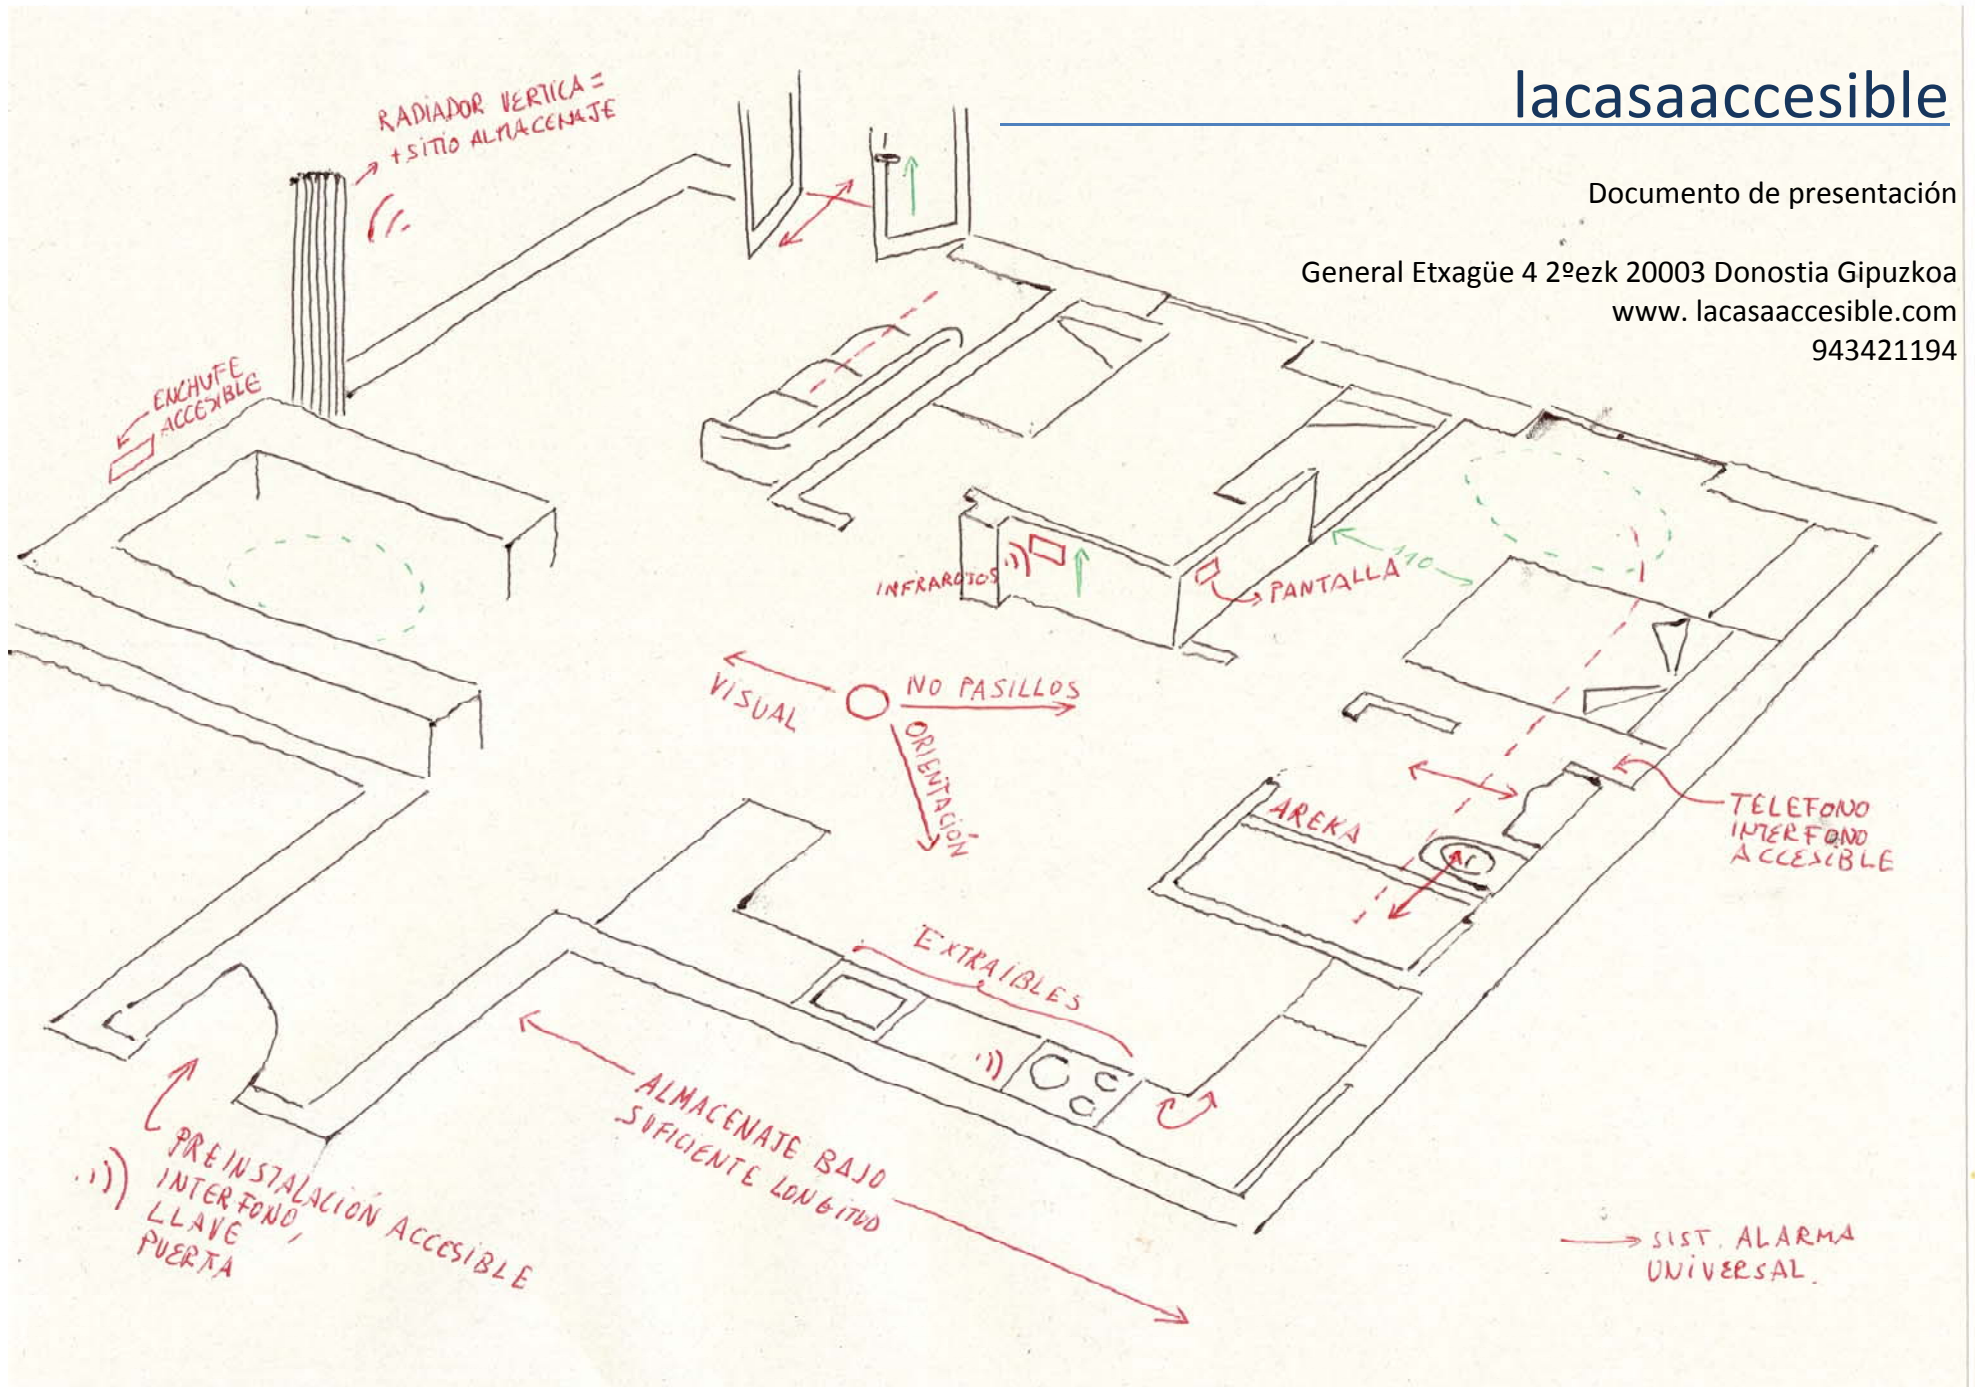 lacasaaccesible
Documento de presentación
General Etxagüe 4 2ºezk 20003 Donostia Gipuzkoa
www. lacasaaccesible.com
943421194
RADIADOR VERTICA =
+ SITIO ALMACENAJE
ENCHUFE
ACCESIBLE
INFRAROJOS
PANTALLA
110
VISUAL
NO PASILLOS
ORIENTACIÓN
AREKA
TELEFONO
INTERFONO
ACCESIBLE
EXTRAIBLES
ALMACENAJE BAJO
SUFICIENTE LONGITUD
PREINSTALACIÓN ACCESIBLE
INTERFONO,
LLAVE
PUERTA
SIST. ALARMA
UNIVERSAL.